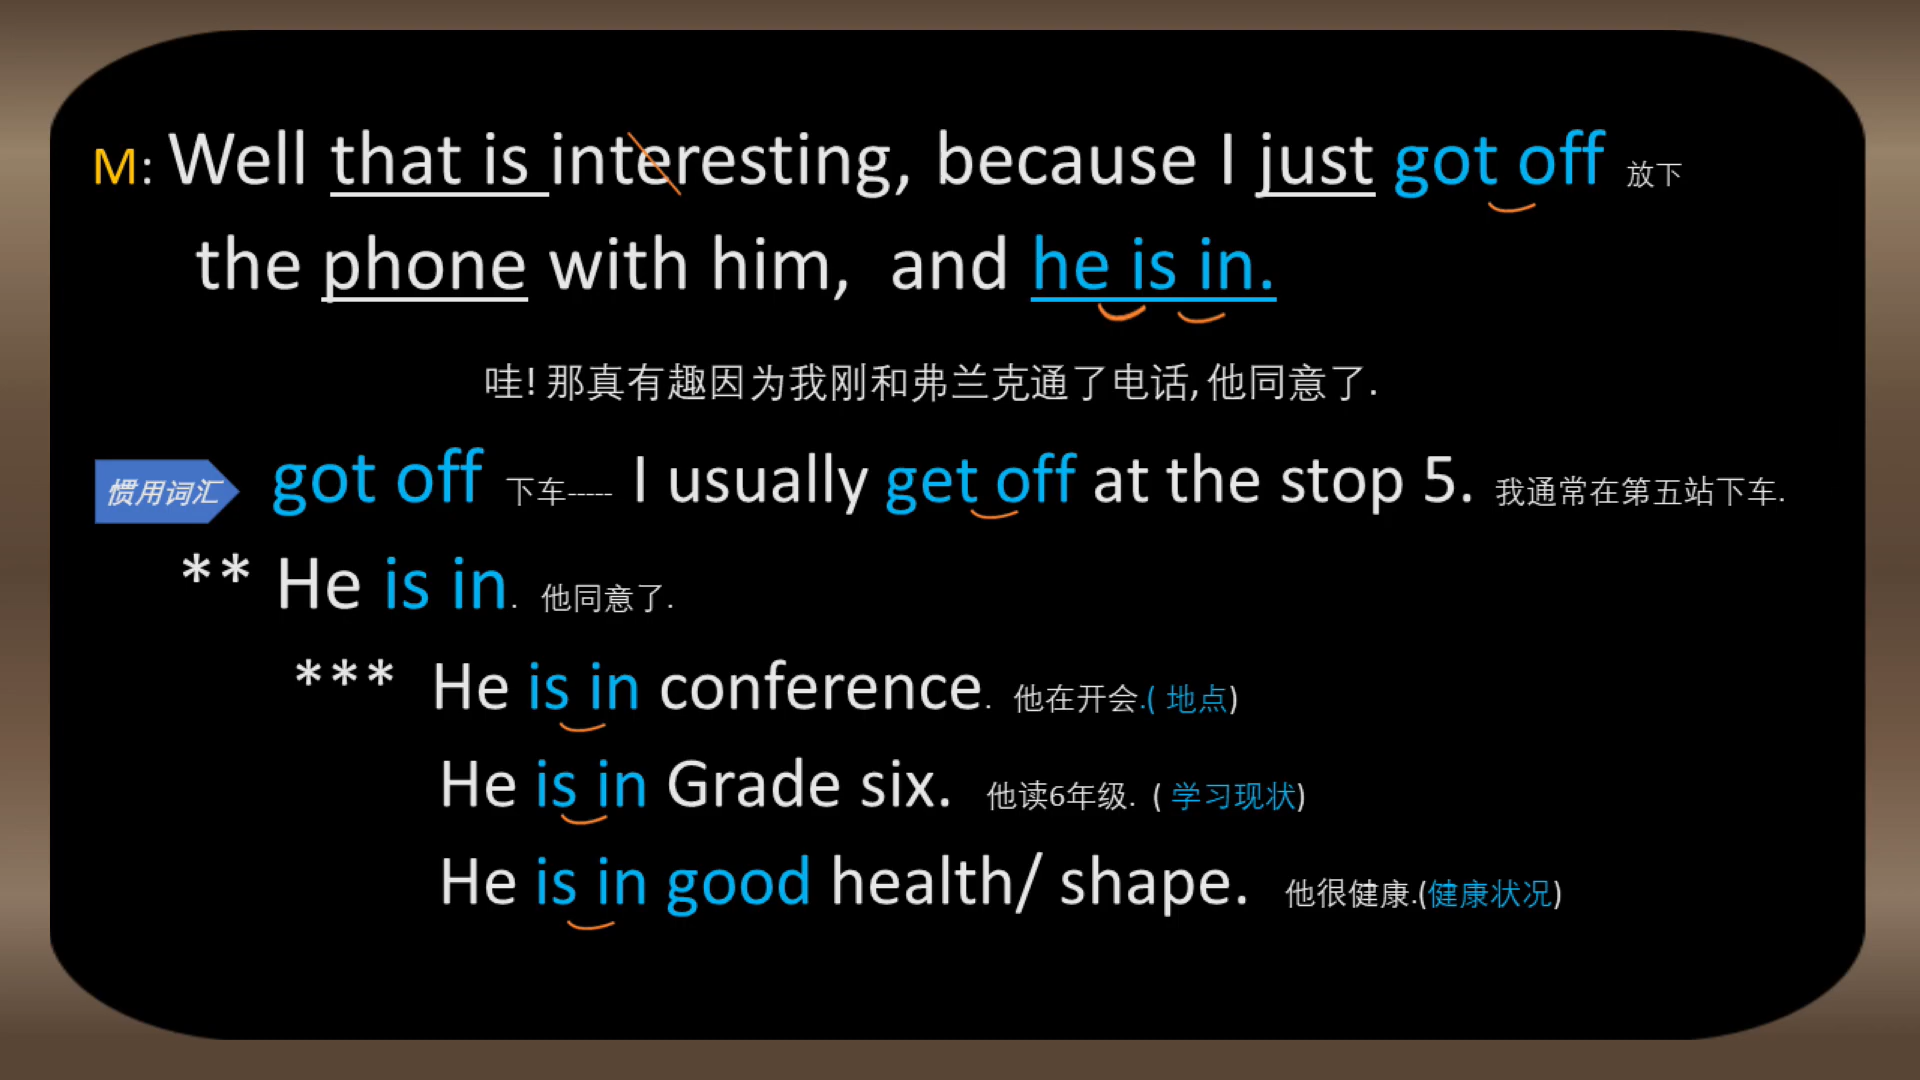 M: Well that is interesting, because I just got off 放下
the phone with him, and he is in.
哇! 那真有趣因为我刚和弗兰克通了电话, 他同意了.
惯用词汇 got off 下车----- I usually get off at the stop 5. 我通常在第五站下车.
** He is in. 他同意了.
*** He is in conference. 他在开会.( 地点)
He is in Grade six. 他读6年级. ( 学习现状)
He is in good health/ shape. 他很健康.(健康状况)